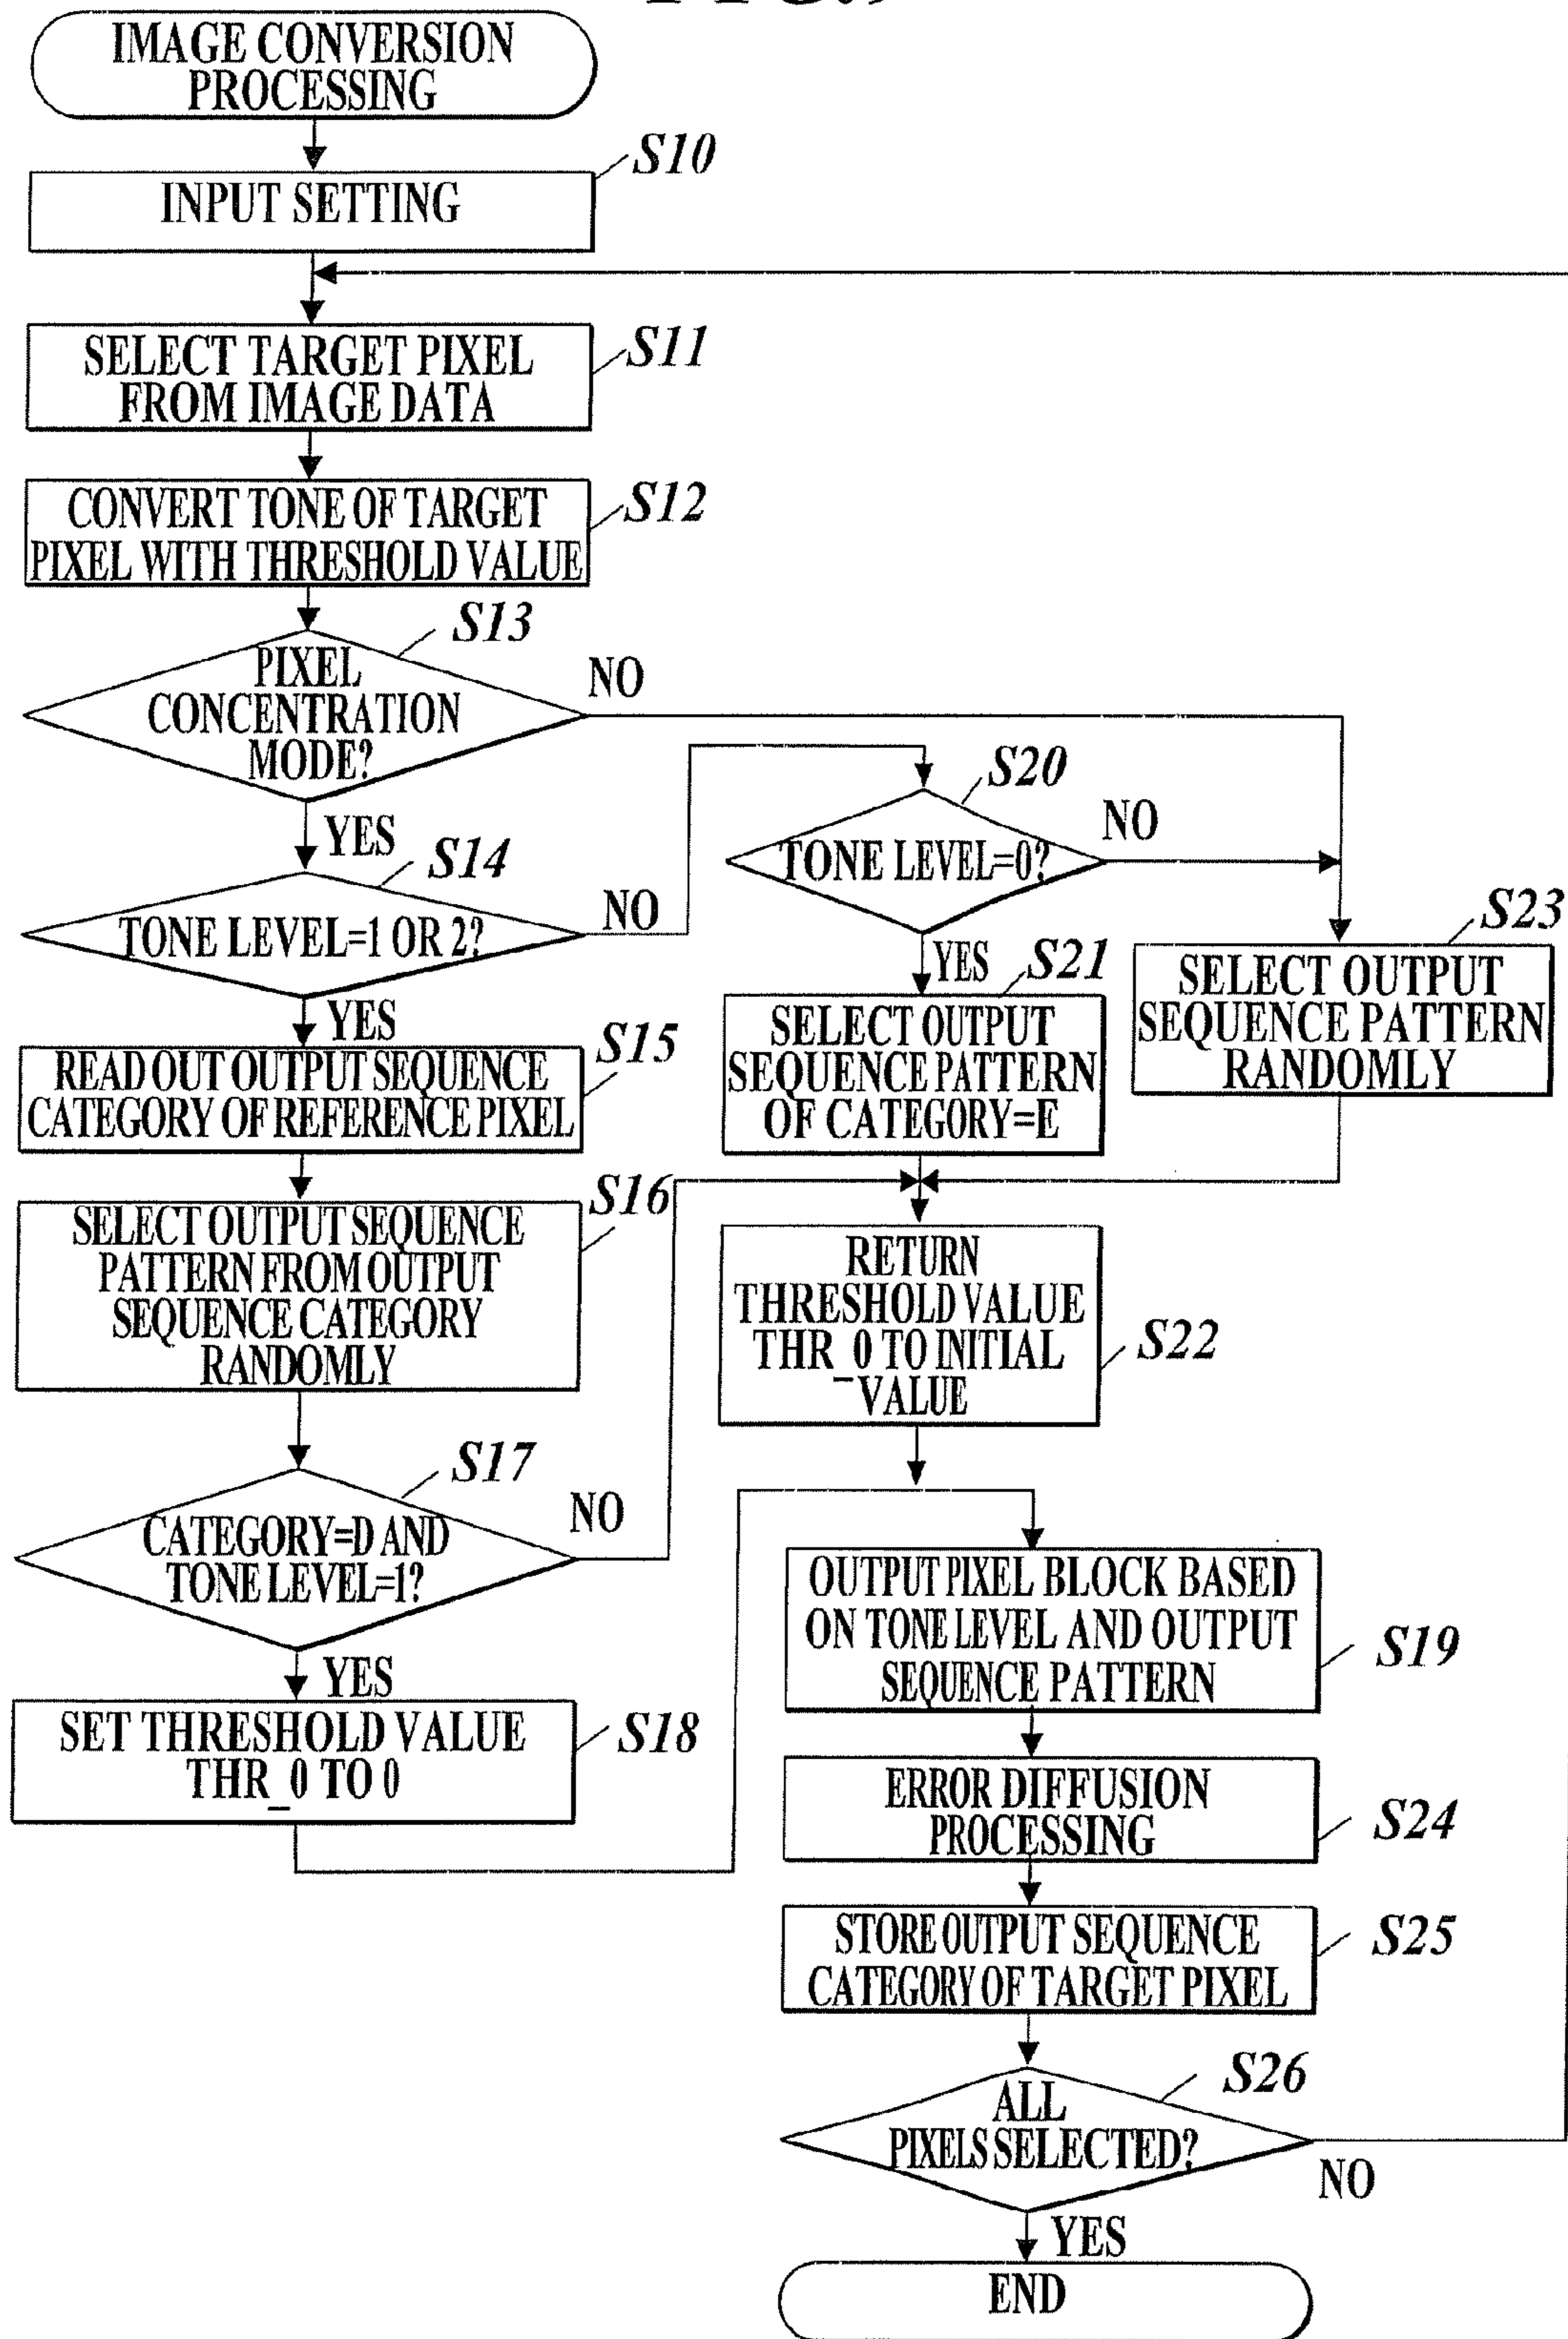 IMAGE CONVERSION
PROCESSING
S10
INPUT SETTING
S11
SELECT TARGET PIXEL
FROM IMAGE DATA
S12
CONVERT TONE OF TARGET
PIXEL WITH THRESHOLD VALUE
S13
PIXEL
CONCENTRATION
MODE?
NO
YES
S14
TONE LEVEL=1 OR 2?
NO
YES
S15
READ OUT OUTPUT SEQUENCE
CATEGORY OF REFERENCE PIXEL
S16
SELECT OUTPUT SEQUENCE
PATTERN FROM OUTPUT
SEQUENCE CATEGORY
RANDOMLY
S17
CATEGORY=D AND
TONE LEVEL=1?
NO
YES
S18
SET THRESHOLD VALUE
THR_0 TO 0
S20
TONE LEVEL=0?
NO
YES
S21
SELECT OUTPUT
SEQUENCE PATTERN
OF CATEGORY=E
S23
SELECT OUTPUT
SEQUENCE PATTERN
RANDOMLY
RETURN
THRESHOLD VALUE
THR_0 TO INITIAL
VALUE
S22
OUTPUT PIXEL BLOCK BASED
ON TONE LEVEL AND OUTPUT
SEQUENCE PATTERN
S19
ERROR DIFFUSION
PROCESSING
S24
STORE OUTPUT SEQUENCE
CATEGORY OF TARGET PIXEL
S25
S26
ALL
PIXELS SELECTED?
NO
YES
END